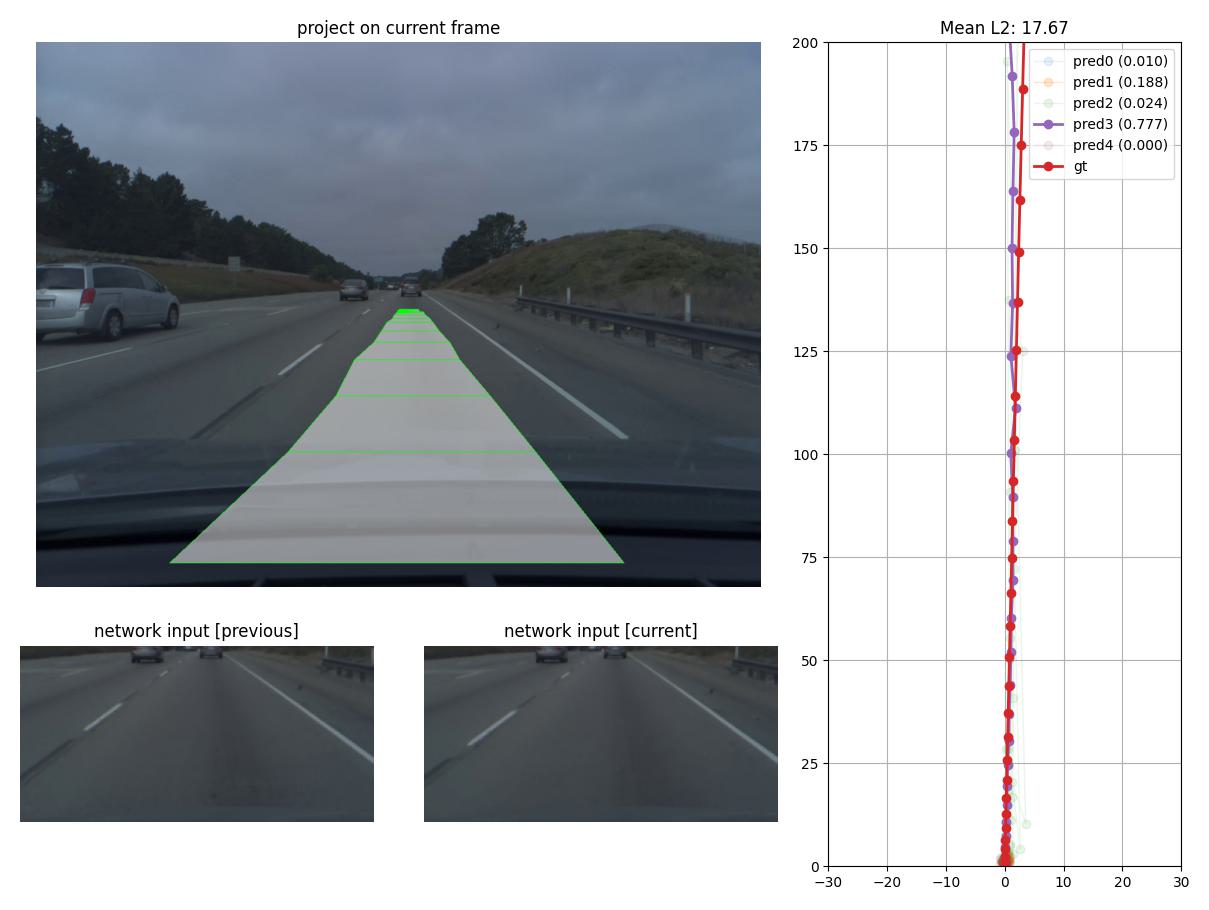 project on current frame
Mean L2: 17.67
200
175
150
125
100
75
50
25
0
−30
−20
−10
0
10
20
30
pred0 (0.010)
pred1 (0.188)
pred2 (0.024)
pred3 (0.777)
pred4 (0.000)
gt
network input [previous]
network input [current]